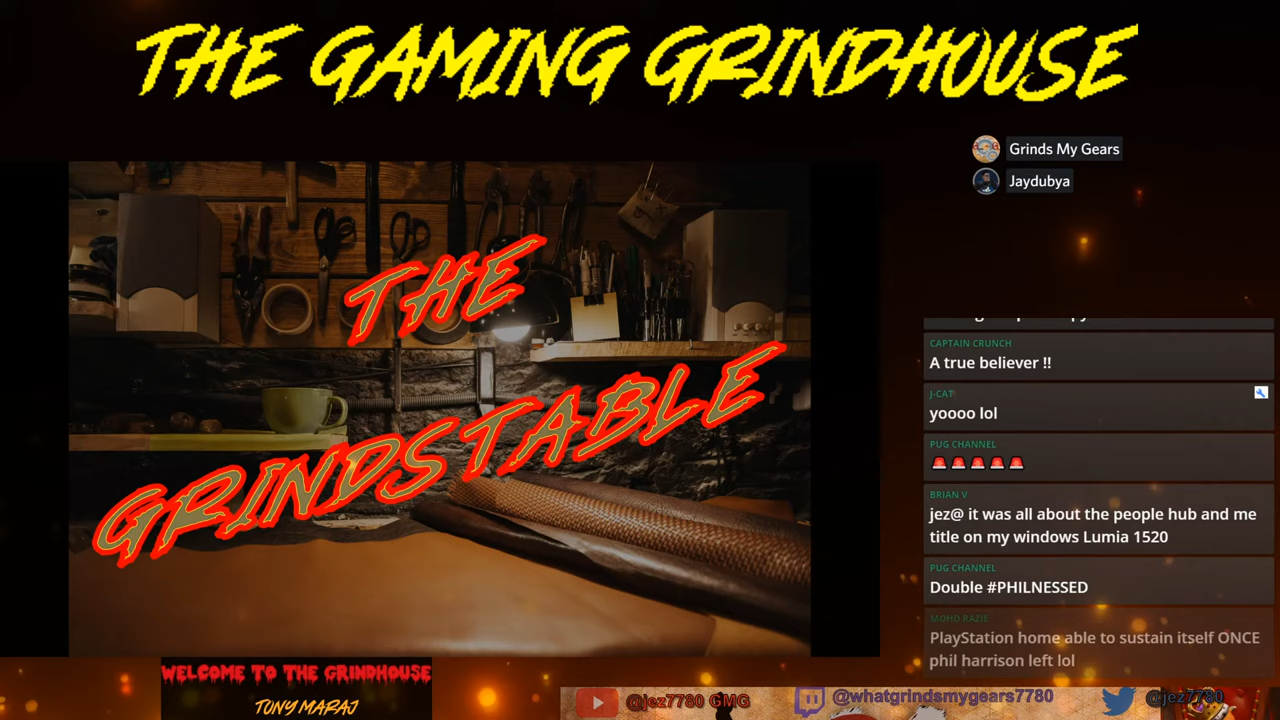 THE GAMING GRINDHOUSE
Grinds My Gears
Jaydubya
THE
GRINDSTABLE
CAPTAIN CRUNCH
A true believer !!
J-CAT
yoooo lol
PUG CHANNEL
🚨🚨🚨🚨🚨
BRIAN V
jez@ it was all about the people hub and me
title on my windows Lumia 1520
PUG CHANNEL
Double #PHILNESSED
MOHD RAZIE
PlayStation home able to sustain itself ONCE
phil harrison left lol
WELCOME TO THE GRINDHOUSE
TONY MARAJ
@jez7780 GMG
@whatgrindsmygears7780
@jez7780